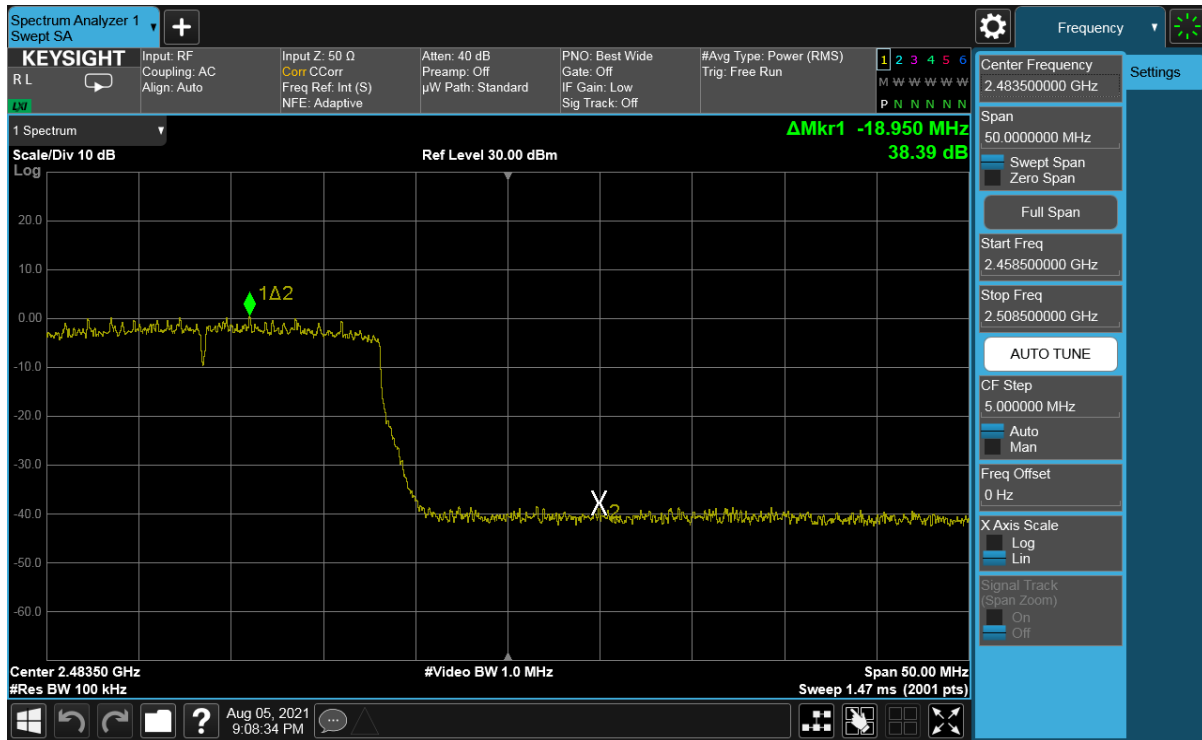 Spectrum Analyzer 1
Swept SA
Frequency
KEYSIGHT
R L
LXI
Input: RF
Coupling: AC
Align: Auto
Input Z: 50 Ω
Corr CCorr
Freq Ref: Int (S)
NFE: Adaptive
Atten: 40 dB
Preamp: Off
µW Path: Standard
PNO: Best Wide
Gate: Off
IF Gain: Low
Sig Track: Off
#Avg Type: Power (RMS)
Trig: Free Run
1 2 3 4 5 6
M W W W W W
P N N N N N
1 Spectrum
ΔMkr1 -18.950 MHz
Scale/Div 10 dB
Ref Level 30.00 dBm
38.39 dB
Log
20.0
10.0
1Δ2
0.00
-10.0
-20.0
-30.0
-40.0
X2
-50.0
-60.0
Center 2.48350 GHz
#Video BW 1.0 MHz
Span 50.00 MHz
#Res BW 100 kHz
Sweep 1.47 ms (2001 pts)
Center Frequency
2.483500000 GHz
Settings
Span
50.0000000 MHz
Swept Span
Zero Span
Full Span
Start Freq
2.458500000 GHz
Stop Freq
2.508500000 GHz
AUTO TUNE
CF Step
5.000000 MHz
Auto
Man
Freq Offset
0 Hz
X Axis Scale
Log
Lin
Signal Track
(Span Zoom)
On
Off
?
Aug 05, 2021
9:08:34 PM